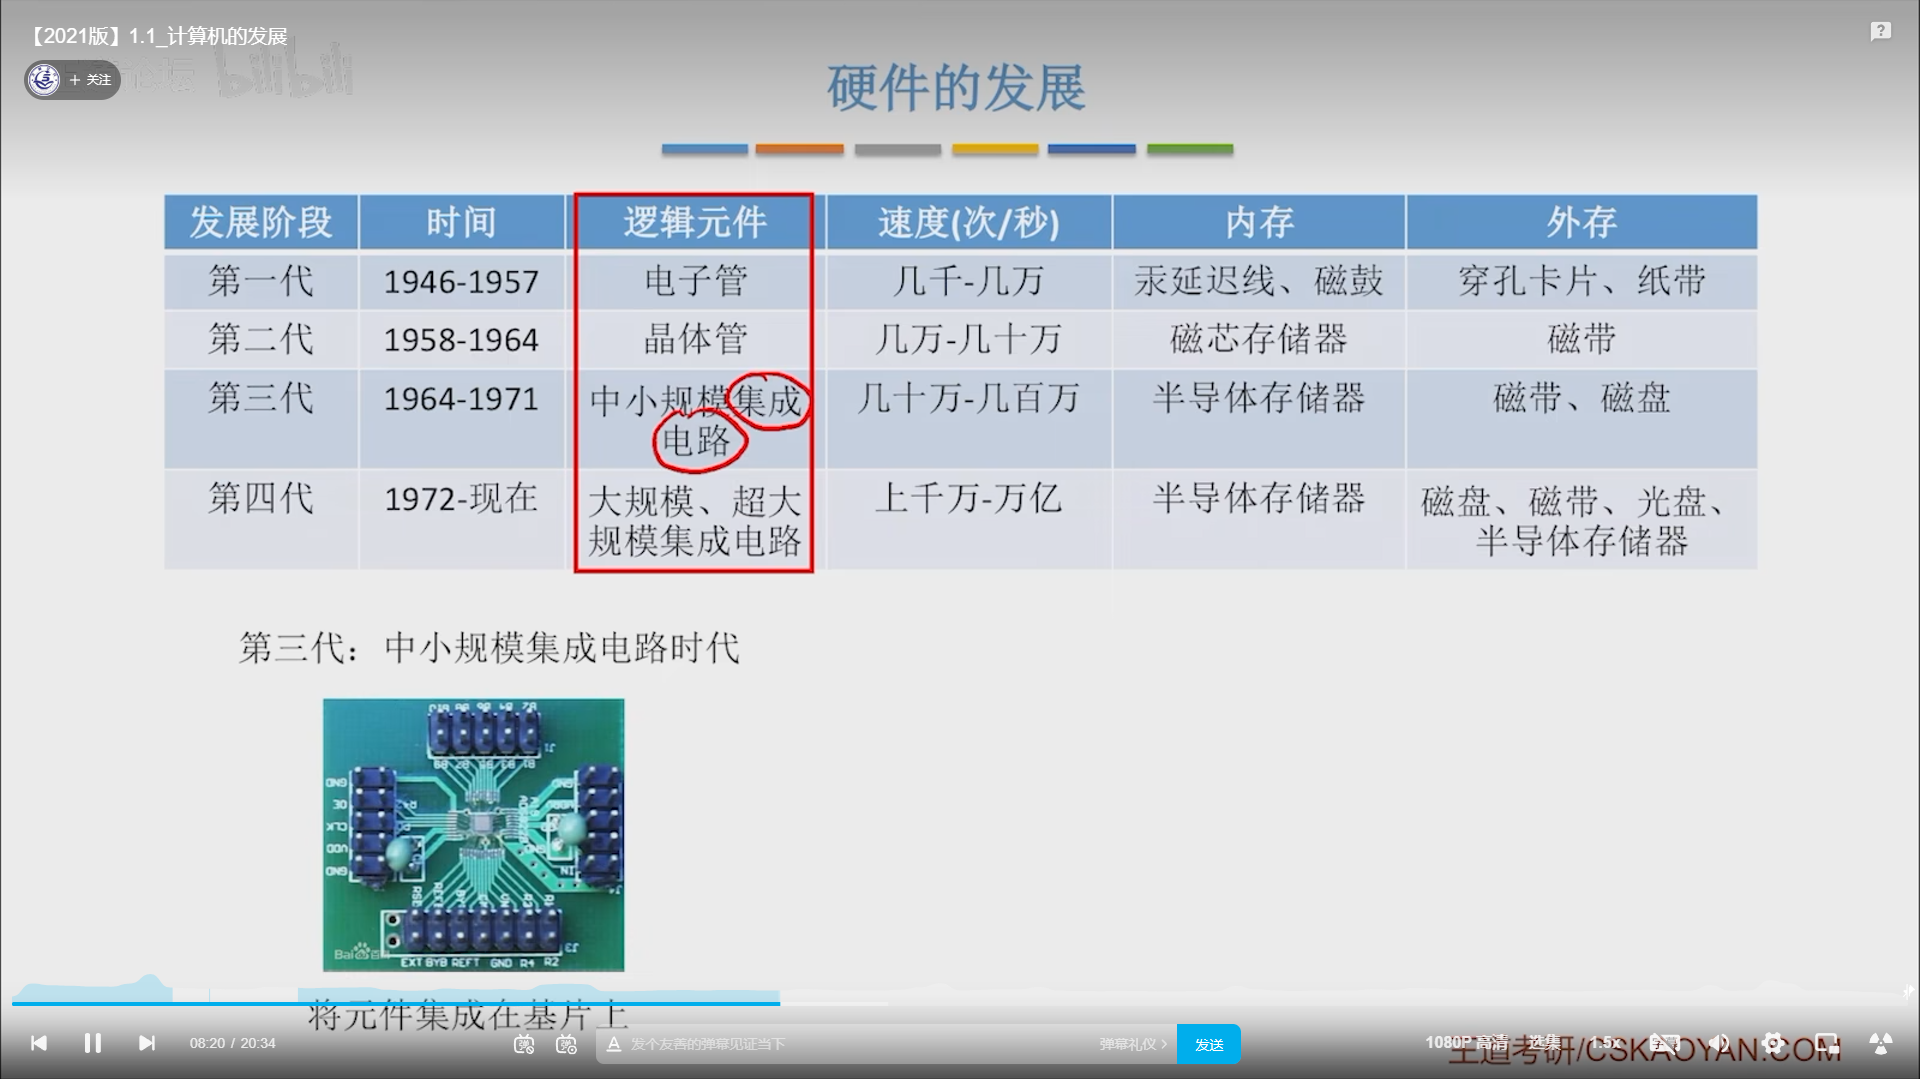 【2021版】1.1_计算机的发展
+ 关注
bilibili
硬件的发展
发展阶段 时间 逻辑元件 速度(次/秒) 内存 外存
第一代 1946-1957 电子管 几千-几万 汞延迟线、磁鼓 穿孔卡片、纸带
第二代 1958-1964 晶体管 几万-几十万 磁芯存储器 磁带
第三代 1964-1971 中小规模集成 几十万-几百万 半导体存储器 磁带、磁盘
电路
第四代 1972-现在 大规模、超大 上千万-万亿 半导体存储器 磁盘、磁带、光盘、
规模集成电路 半导体存储器
第三代：中小规模集成电路时代
GND
OE
CLK
VDD
GND
EXT BYB REFT GND R4 R2
将元件集成在基片上
08:20 / 20:34
发个友善的弹幕见证当下
弹幕礼仪 >
发送
1080P 高清
选集
1.5x
王道考研/CSKAOYAN.COM